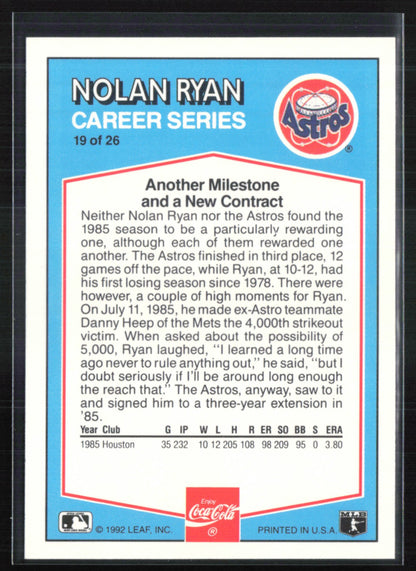 NOLAN RYAN
CAREER SERIES
19 of 26
Astros
®
Another Milestone
and a New Contract
Neither Nolan Ryan nor the Astros found the
1985 season to be a particularly rewarding
one, although each of them rewarded one
another. The Astros finished in third place, 12
games off the pace, while Ryan, at 10-12, had
his first losing season since 1978. There were
however, a couple of high moments for Ryan.
On July 11, 1985, he made ex-Astro teammate
Danny Heep of the Mets the 4,000th strikeout
victim. When asked about the possibility of
5,000, Ryan laughed, “I learned a long time
ago never to rule anything out,” he said, “but I
doubt seriously if I’ll be around long enough
the reach that.” The Astros, anyway, saw to it
and signed him to a three-year extension in
’85.
Year Club G IP W L H R ER SO BB S ERA
1985 Houston 35 232 10 12 205 108 98 209 95 0 3.80
Enjoy
Coca-Cola
®
© 1992 LEAF, INC.
PRINTED IN U.S.A.
MLB